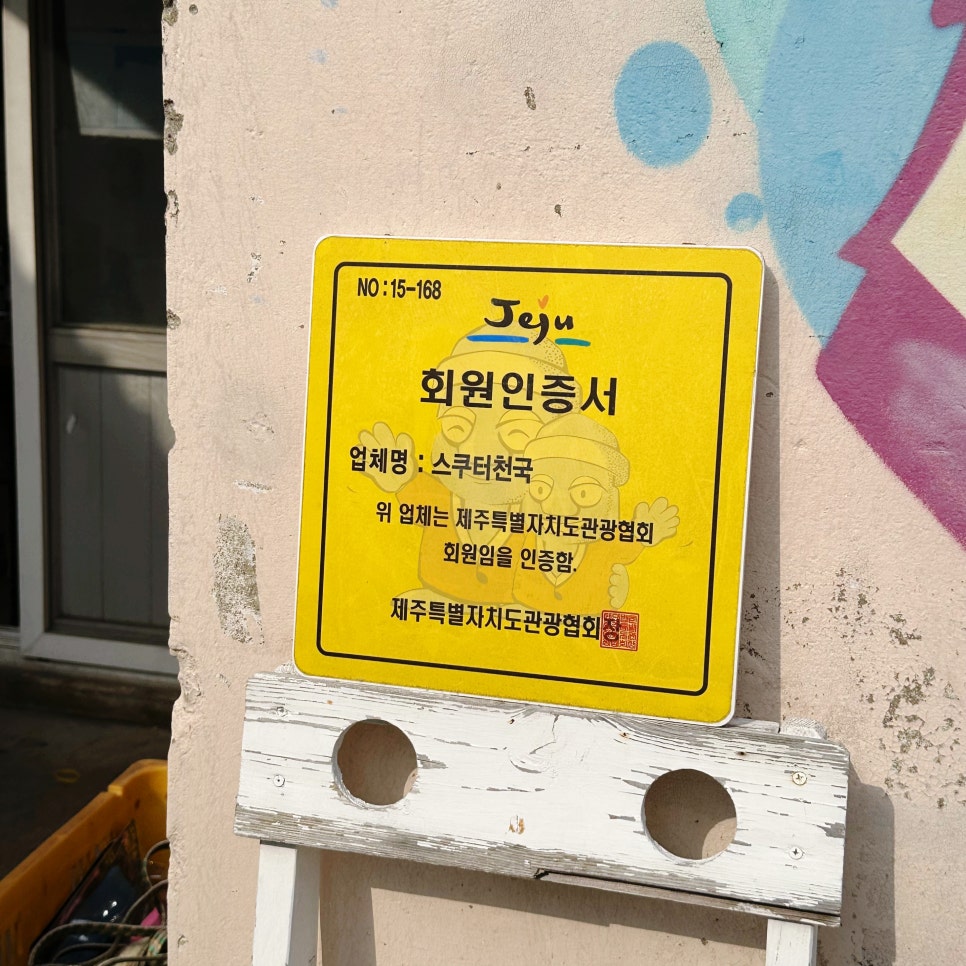 NO : 15-168
Jeju
회원인증서
업체명 : 스쿠터천국
위 업체는 제주특별자치도관광협회
회원임을 인증함.
제주특별자치도관광협회장